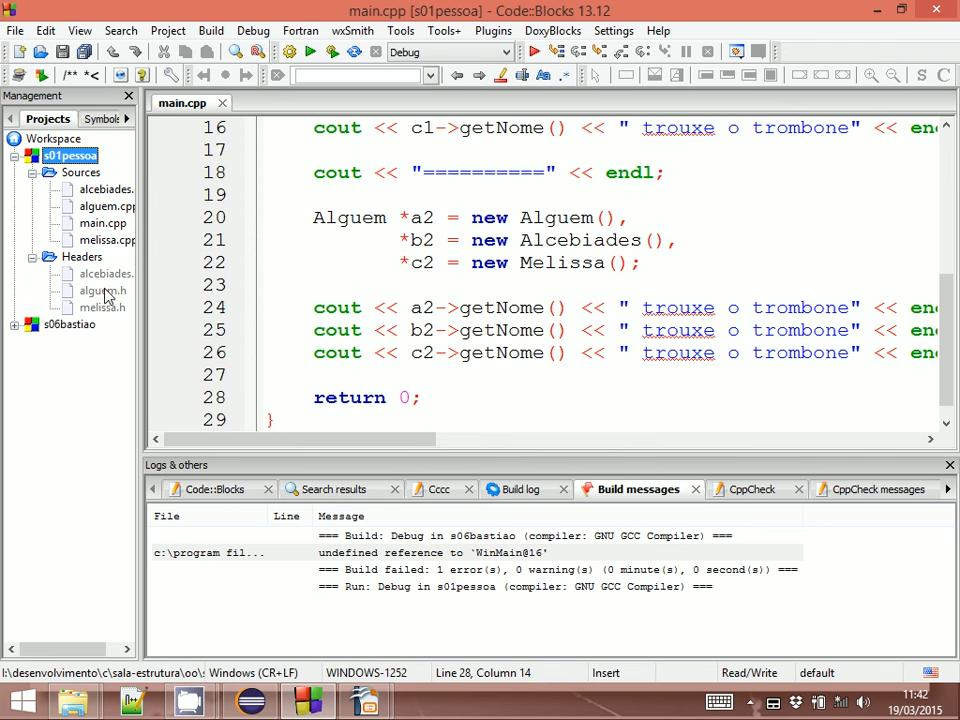 main.cpp [s01pessoa] - Code::Blocks 13.12
File Edit View Search Project Build Debug Fortran wxSmith Tools Tools+ Plugins DoxyBlocks Settings Help
Debug
/** *<
S C
Management
Projects Symbols
Workspace
s01pessoa
Sources
alcebiades.
alguem.cpp
main.cpp
melissa.cpp
Headers
alcebiades.
alguem.h
melissa.h
s06bastiao
main.cpp
16 cout << c1->getNome() << " trouxe o trombone" << en
17
18 cout << "==========" << endl;
19
20 Alguem *a2 = new Alguem(),
21 *b2 = new Alcebiades(),
22 *c2 = new Melissa();
23
24 cout << a2->getNome() << " trouxe o trombone" << en
25 cout << b2->getNome() << " trouxe o trombone" << en
26 cout << c2->getNome() << " trouxe o trombone" << en
27
28 return 0;
29 }
Logs & others
Code::Blocks Search results Cccc Build log Build messages CppCheck CppCheck messages
File Line Message
=== Build: Debug in s06bastiao (compiler: GNU GCC Compiler) ===
c:\program fil... undefined reference to `WinMain@16'
=== Build failed: 1 error(s), 0 warning(s) (0 minute(s), 0 second(s)) ===
=== Run: Debug in s01pessoa (compiler: GNU GCC Compiler) ===
I:\desenvolvimento\c\sala-estrutura\oo\s Windows (CR+LF) WINDOWS-1252 Line 28, Column 14 Insert Read/Write default
11:42
19/03/2015